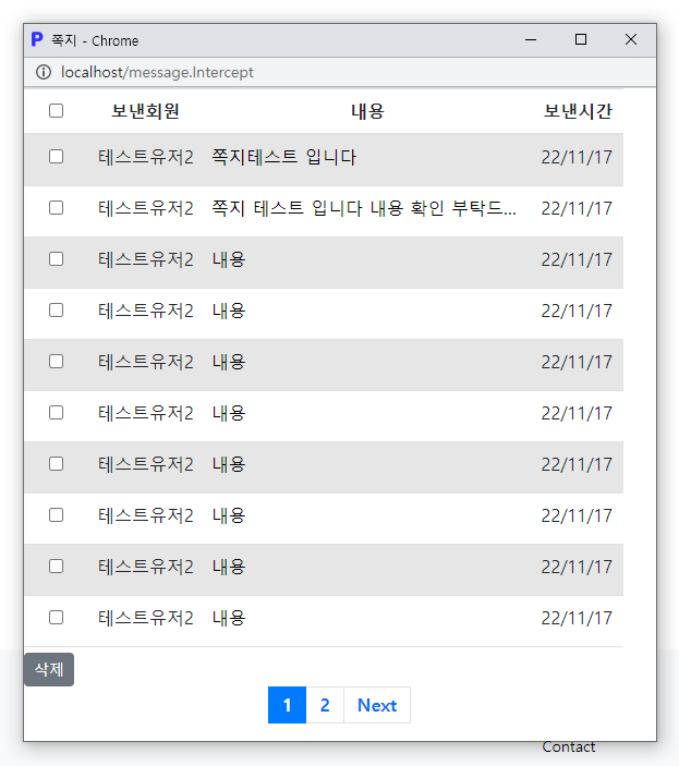 P 쪽지 - Chrome
localhost/message.Intercept
보낸회원 내용 보낸시간
테스트유저2 쪽지테스트 입니다 22/11/17
테스트유저2 쪽지 테스트 입니다 내용 확인 부탁드... 22/11/17
테스트유저2 내용 22/11/17
테스트유저2 내용 22/11/17
테스트유저2 내용 22/11/17
테스트유저2 내용 22/11/17
테스트유저2 내용 22/11/17
테스트유저2 내용 22/11/17
테스트유저2 내용 22/11/17
테스트유저2 내용 22/11/17
삭제
1 2 Next
Contact